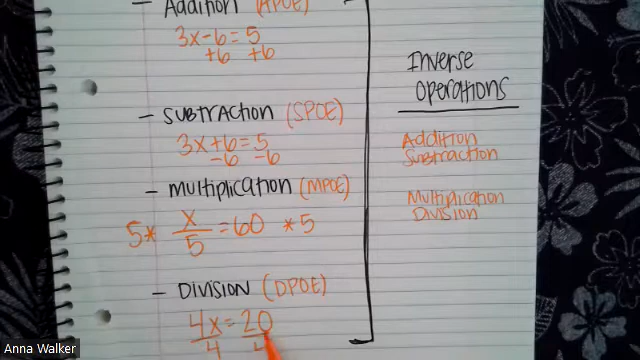 - Addition (APOE)
3x-6=5
+6 +6
- Subtraction (SPOE)
3x+6=5
-6 -6
- Multiplication (MPOE)
5* x/5 =60 *5
- Division (DPOE)
4x=20
4 4
Inverse
Operations
Addition
Subtraction
Multiplication
Division
Anna Walker